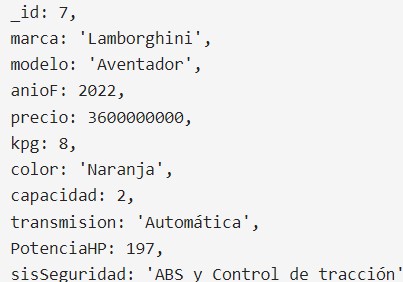 _id: 7,
marca: 'Lamborghini',
modelo: 'Aventador',
anioF: 2022,
precio: 3600000000,
kpg: 8,
color: 'Naranja',
capacidad: 2,
transmision: 'Automática',
PotenciaHP: 197,
sisSeguridad: 'ABS y Control de tracción'